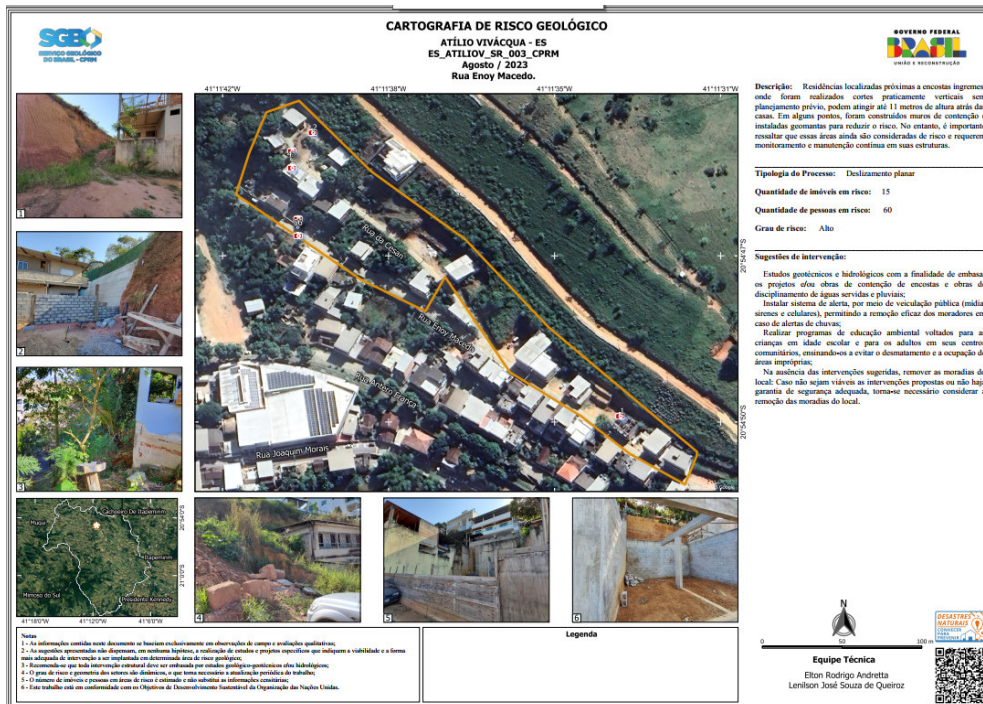 CARTOGRAFIA DE RISCO GEOLÓGICO
ATÍLIO VIVÁCQUA - ES
ES_ATILIOV_SR_003_CPRM
Agosto / 2023
Rua Enoy Macedo.
SGB
SERVIÇO GEOLÓGICO
DO BRASIL - CPRM
GOVERNO FEDERAL
BRASIL
UNIÃO E RECONSTRUÇÃO
41°11'42"O
41°11'38"O
41°11'35"O
41°11'31"O
20°54'47"S
20°54'50"S
Rua da Cesan
Rua Enoy Macedo
Rua Joaquim Morais
Google
1
2
3
4
5
6
Descrição: Residências localizadas próximas a encostas íngremes
onde foram realizados cortes praticamente verticais sem
planejamento prévio, podem atingir até 11 metros de altura atrás das
casas. Em alguns pontos, foram construídos muros de contenção e
instaladas geomantas para reduzir o risco. No entanto, é importante
ressaltar que essas áreas ainda são consideradas de risco e requerem
monitoramento e manutenção contínua em suas estruturas.
Tipologia do Processo: Deslizamento planar
Quantidade de imóveis em risco: 15
Quantidade de pessoas em risco: 60
Grau de risco: Alto
Sugestões de intervenção:
Estudos geotécnicos e hidrológicos com a finalidade de embasar
os projetos e/ou obras de contenção de encostas e obras de
disciplinamento de águas servidas e pluviais;
Instalar sistema de alerta, por meio de veiculação pública (mídia,
sirenes e celulares), permitindo a remoção eficaz dos moradores em
caso de alertas de chuvas;
Realizar programas de educação ambiental voltados para as
crianças em idade escolar e para os adultos em seus centros
comunitários, ensinando-os a evitar o desmatamento e a ocupação de
áreas impróprias;
Na ausência das intervenções sugeridas, remover as moradias do
local: Caso não sejam viáveis as intervenções propostas ou não haja
garantia de segurança adequada, torna-se necessário considerar a
remoção das moradias do local.
Cachoeiro De Itapemirim
Muqui
Itapemirim
Mimoso do Sul
Presidente Kennedy
41°18'0"O
41°12'0"O
41°6'0"O
20°54'0"S
21°0'0"S
Notas
1 - As informações contidas neste documento se baseiam exclusivamente em observações de campo e avaliações qualitativas;
2 - As sugestões apresentadas não dispensam, em nenhuma hipótese, a realização de estudos e projetos específicos que indiquem a viabilidade e a forma
mais adequada de intervenção a ser implantada em determinada área de risco geológico;
3 - Recomenda-se que toda intervenção estrutural deve ser embasada por estudos geológico-geotécnicos e/ou hidrológicos;
4 - O grau de risco e geometria dos setores são dinâmicos, o que torna necessária a atualização periódica do trabalho;
5 - O número de imóveis e pessoas em áreas de risco é estimado e não substitui as informações censitárias;
6 - Este trabalho está em conformidade com os Objetivos de Desenvolvimento Sustentável da Organização das Nações Unidas.
Legenda
N
0 50 100 m
Equipe Técnica
Elton Rodrigo Andretta
Lenilson José Souza de Queiroz
DESASTRES
NATURAIS
CONHECER
PARA
PREVENIR